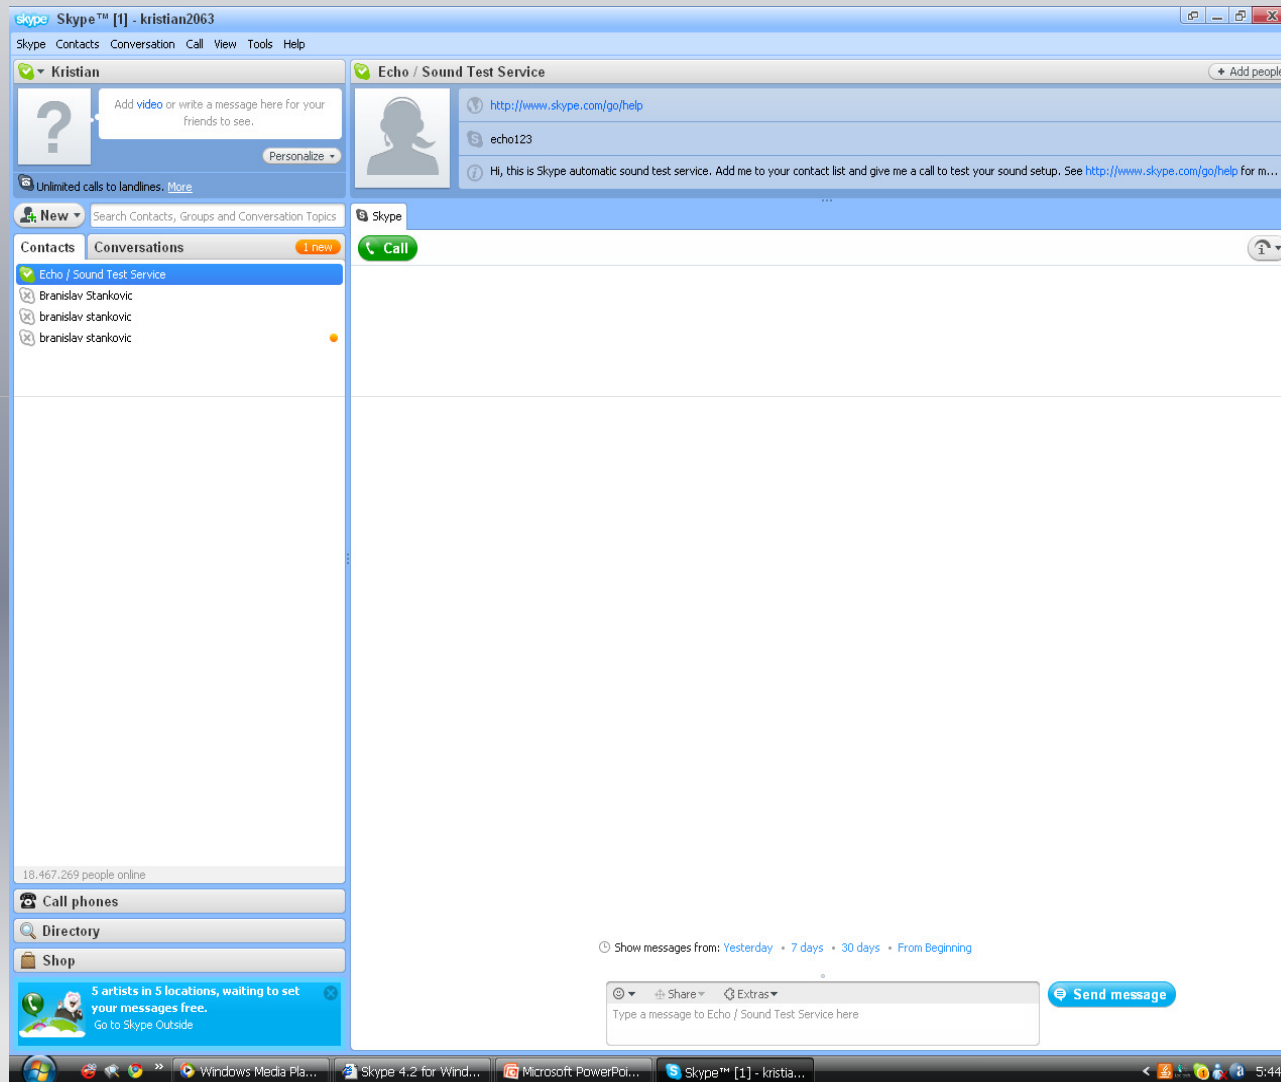 skype Skype™ [1] - kristian2063
Skype Contacts Conversation Call View Tools Help
Kristian
Add video or write a message here for your
friends to see.
Personalize
Unlimited calls to landlines. More
New Search Contacts, Groups and Conversation Topics
Contacts Conversations 1 new
Echo / Sound Test Service
Branislav Stankovic
branislav stankovic
branislav stankovic
18.467.269 people online
Call phones
Directory
Shop
5 artists in 5 locations, waiting to set
your messages free.
Go to Skype Outside
Echo / Sound Test Service + Add people
http://www.skype.com/go/help
echo123
Hi, this is Skype automatic sound test service. Add me to your contact list and give me a call to test your sound setup. See http://www.skype.com/go/help for m...
Skype
Call
Show messages from: Yesterday • 7 days • 30 days • From Beginning
Share Extras
Type a message to Echo / Sound Test Service here
Send message
Windows Media Pla... Skype 4.2 for Wind... Microsoft PowerPoi... Skype™ [1] - kristia... 5:44